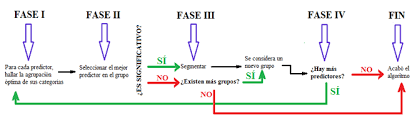 FASE I
FASE II
FASE III
FASE IV
FIN
Para cada predictor,
hallar la agrupación
óptima de sus categorías
Seleccionar el mejor
predictor en el grupo
¿ES SIGNIFICATIVO?
SÍ
Segmentar
NO
¿Existen más grupos?
SÍ
Se considera un
nuevo grupo
NO
¿Hay más
predictores?
NO
SÍ
Acabó el
algoritmo